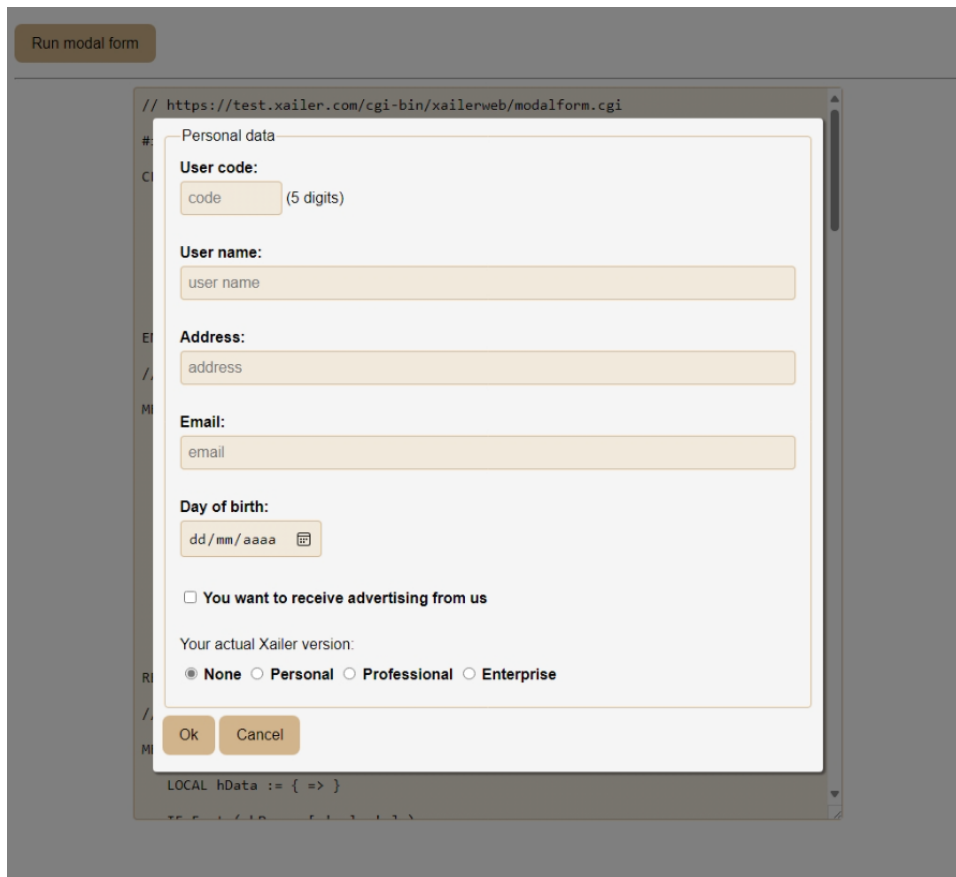 Run modal form
// https://test.xailer.com/cgi-bin/xailerweb/modalform.cgi
Personal data
User code:
code (5 digits)
User name:
user name
Address:
address
Email:
email
Day of birth:
dd/mm/aaaa
You want to receive advertising from us
Your actual Xailer version:
None Personal Professional Enterprise
Ok Cancel
LOCAL hData := { => }